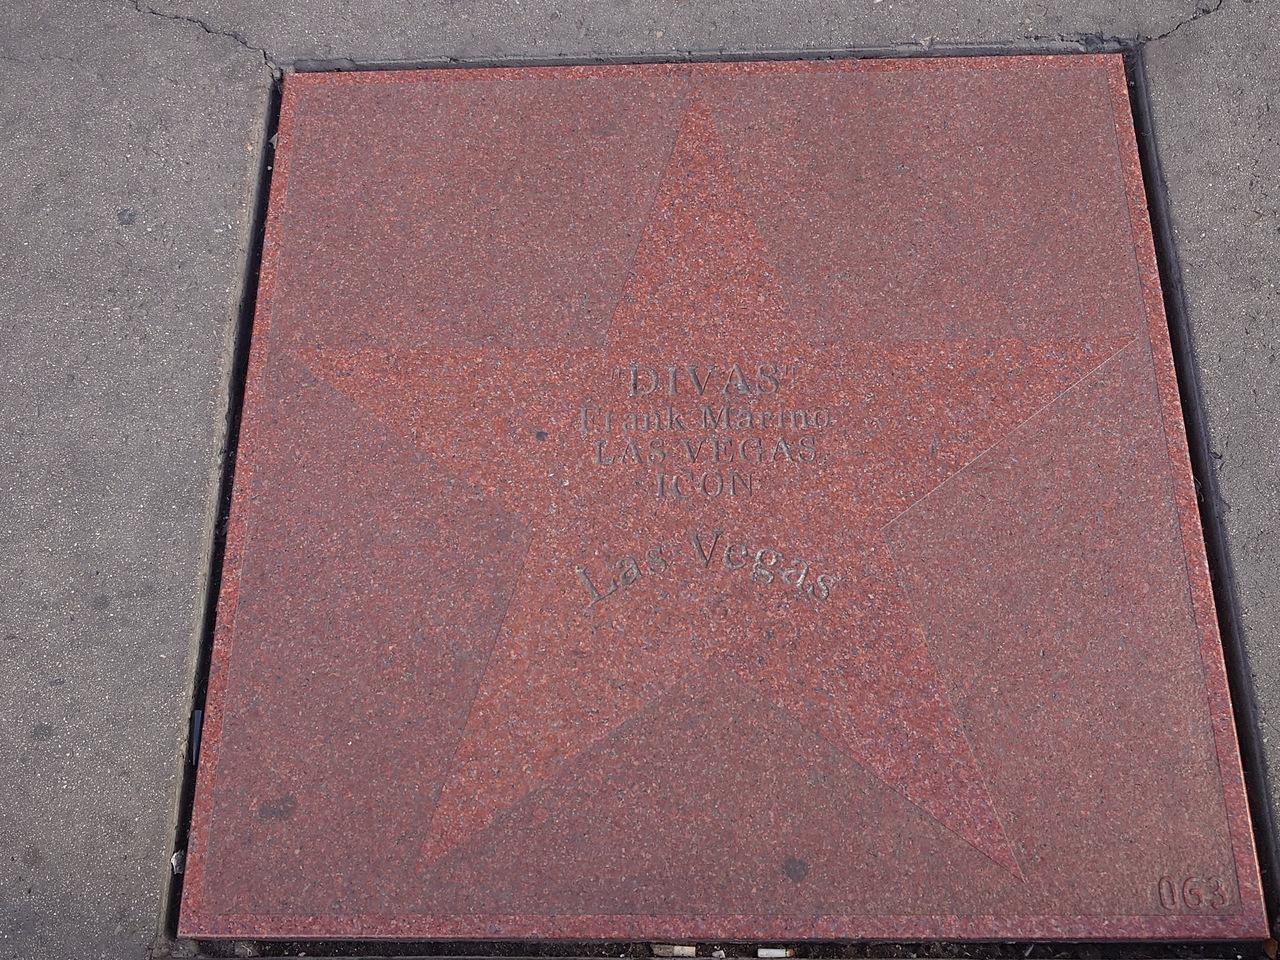 "DIVAS"
Frank Marino
LAS VEGAS
ICON
Las Vegas
063